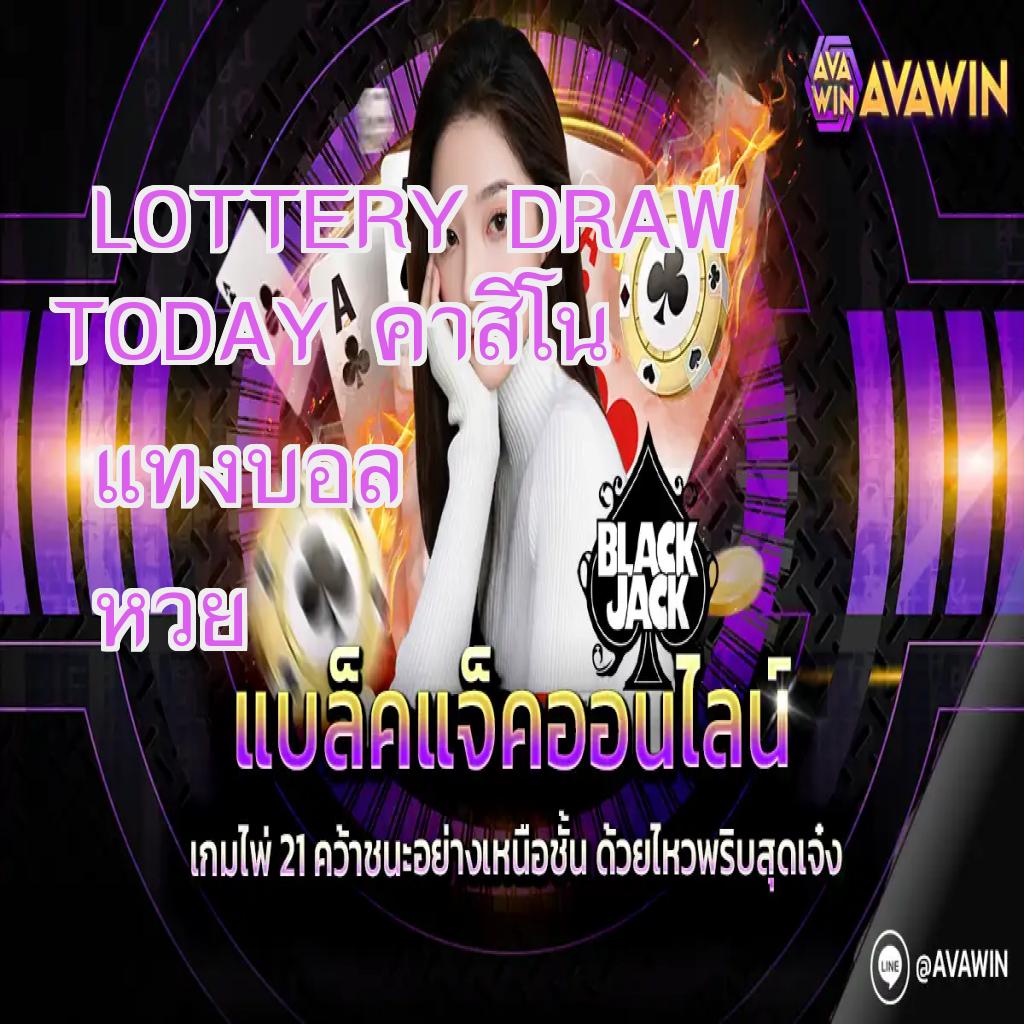 AVA
WIN
AVAWIN
LOTTERY DRAW
TODAY คาสิโน
แทงบอล
หวย
A
BLACK
JACK
แบล็คแจ็คออนไลน์
เกมไพ่ 21 คว้าชนะอย่างเหนือชั้น ด้วยไหวพริบสุดเจ๋ง
LINE
@AVAWIN